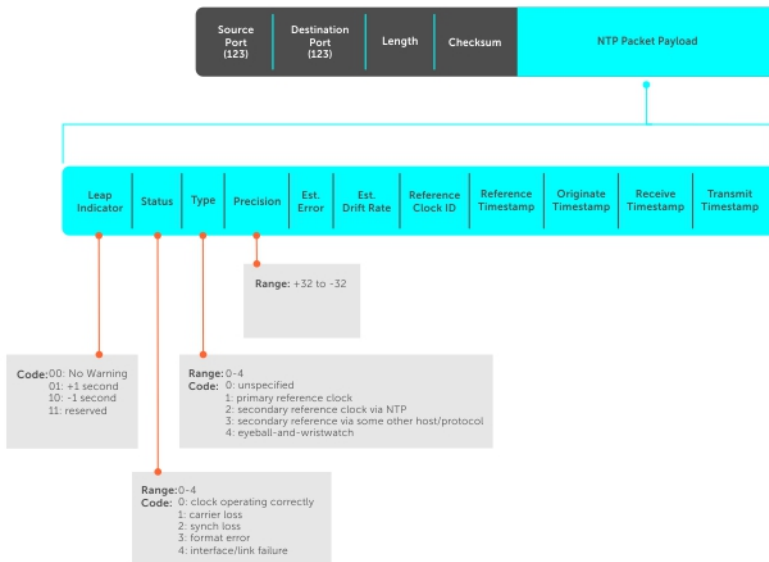 Source
Port
(123)
Destination
Port
(123)
Length
Checksum
NTP Packet Payload
Leap
Indicator
Status
Type
Precision
Est.
Error
Est.
Drift Rate
Reference
Clock ID
Reference
Timestamp
Originate
Timestamp
Receive
Timestamp
Transmit
Timestamp
Range: +32 to -32
Code:00: No Warning
01: +1 second
10: -1 second
11: reserved
Range: 0-4
Code: 0: unspecified
1: primary reference clock
2: secondary reference clock via NTP
3: secondary reference via some other host/protocol
4: eyeball-and-wristwatch
Range:0-4
Code: 0: clock operating correctly
1: carrier loss
2: synch loss
3: format error
4: interface/link failure